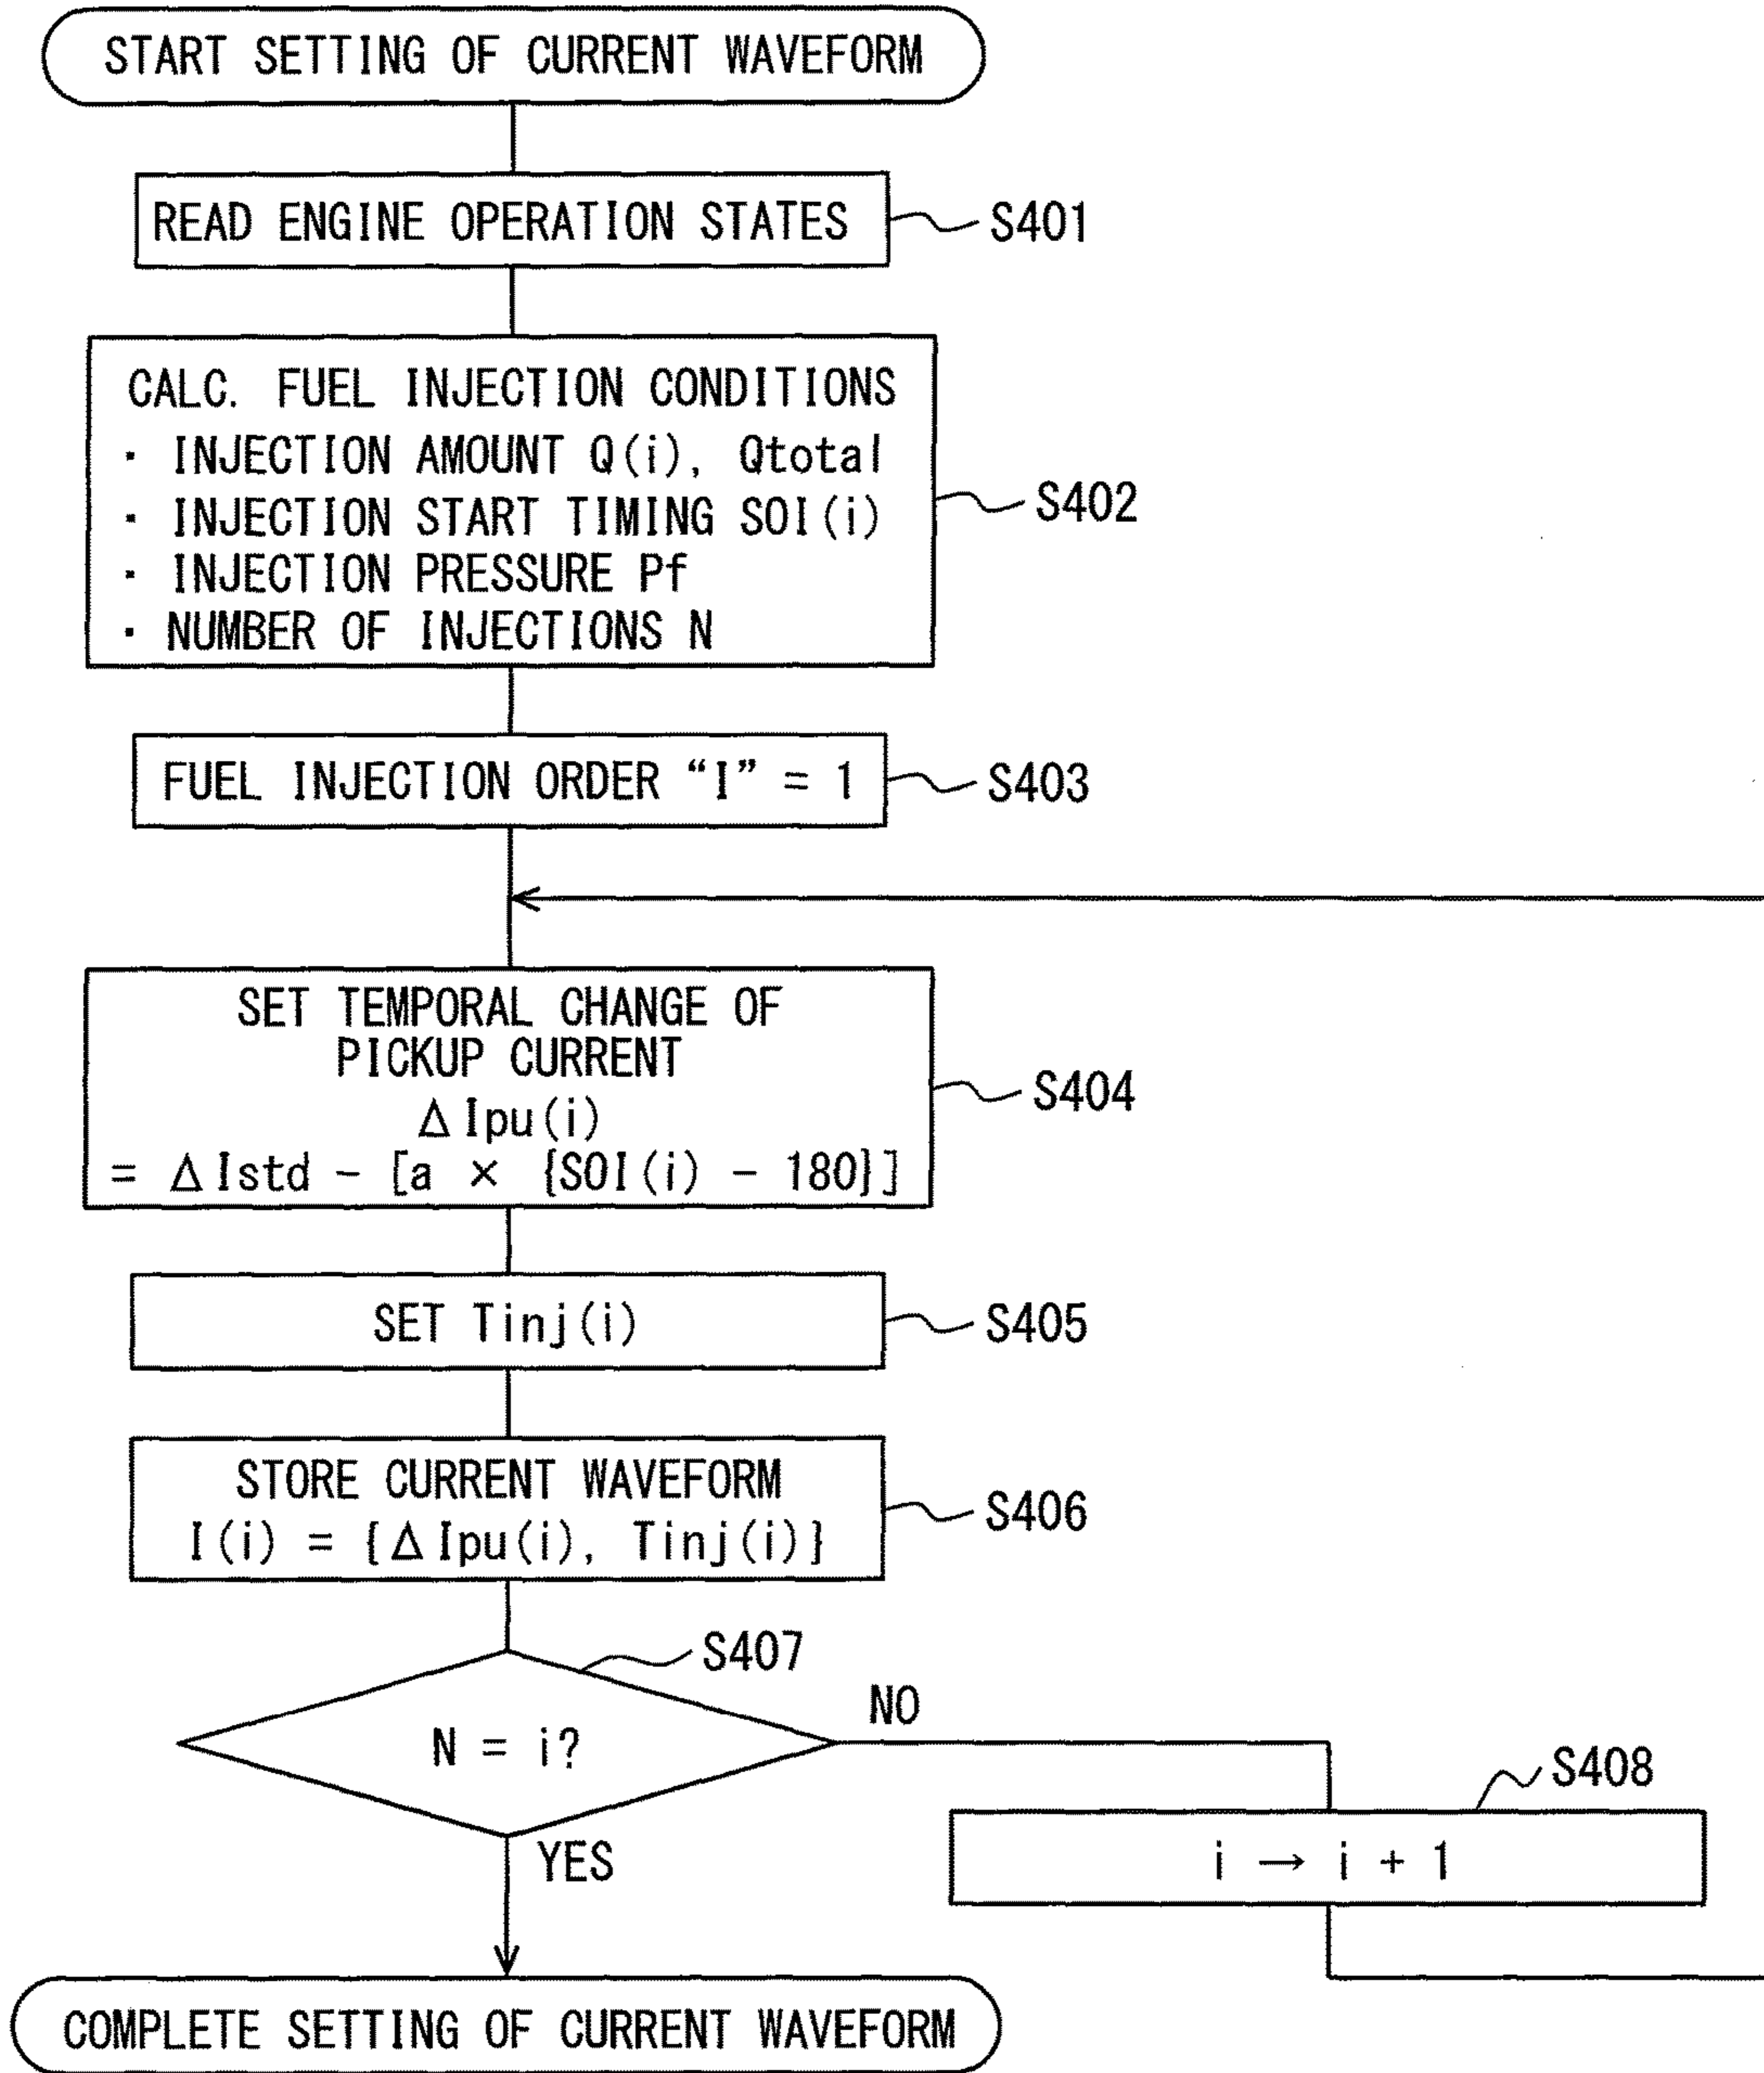 START SETTING OF CURRENT WAVEFORM
READ ENGINE OPERATION STATES
S401
CALC. FUEL INJECTION CONDITIONS
· INJECTION AMOUNT Q(i), Qtotal
· INJECTION START TIMING SOI(i)
· INJECTION PRESSURE Pf
· NUMBER OF INJECTIONS N
S402
FUEL INJECTION ORDER “I” = 1
S403
SET TEMPORAL CHANGE OF
PICKUP CURRENT
ΔIpu(i)
= ΔIstd - [a × {SOI(i) - 180}]
S404
SET Tinj(i)
S405
STORE CURRENT WAVEFORM
I(i) = {ΔIpu(i), Tinj(i)}
S406
S407
N = i?
NO
S408
i → i + 1
YES
COMPLETE SETTING OF CURRENT WAVEFORM